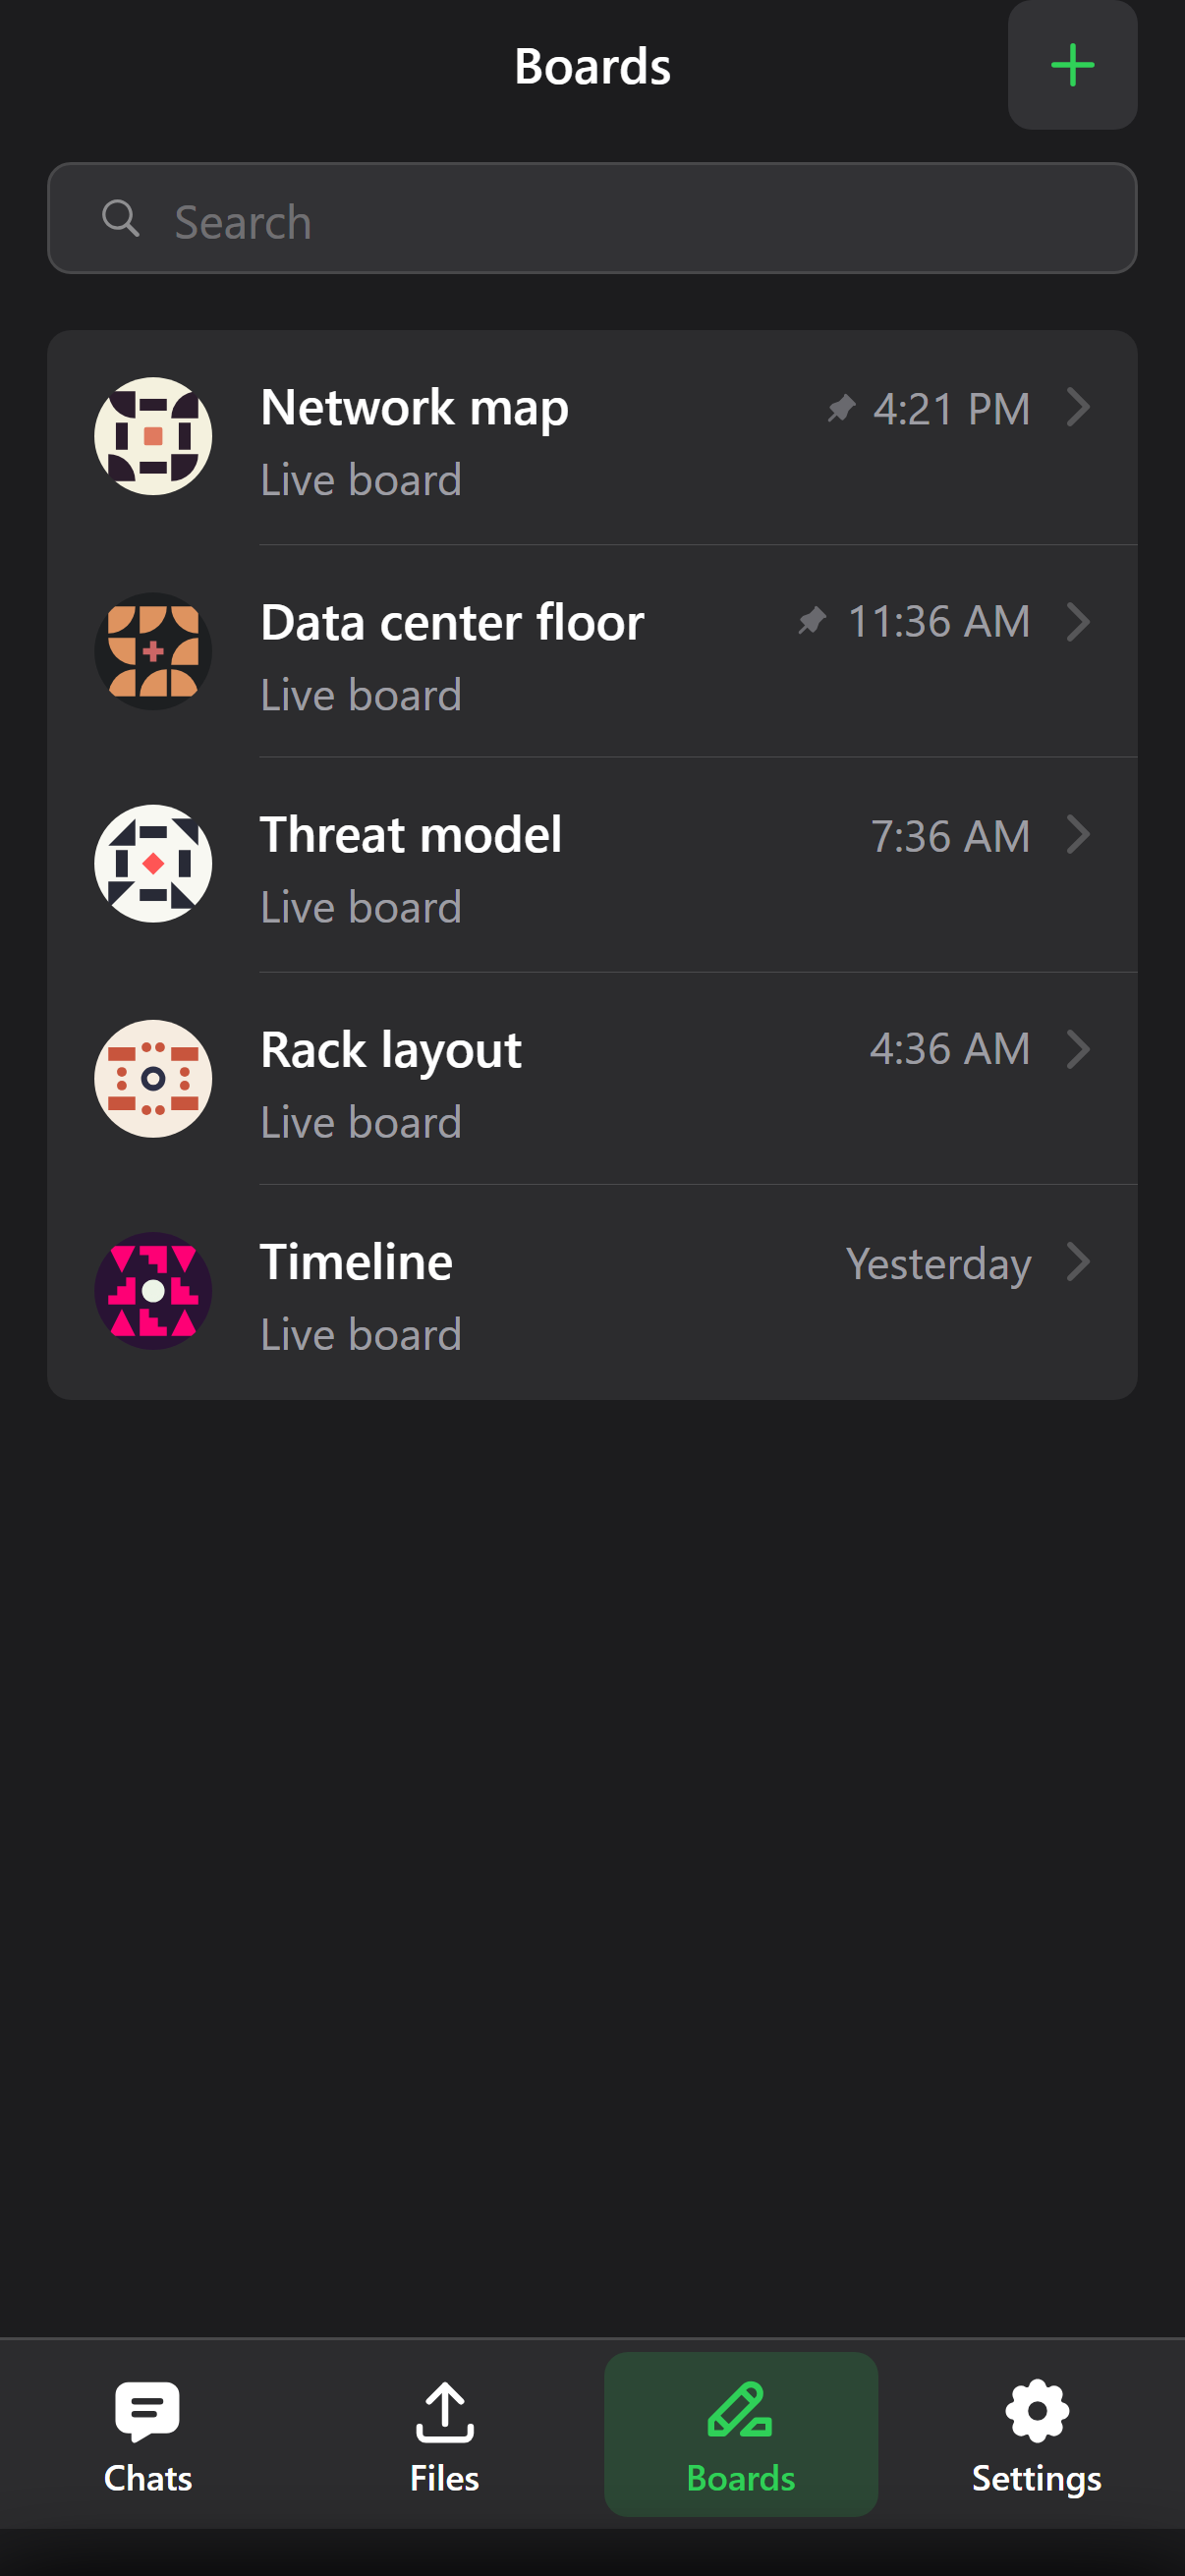 Boards
Search
Network map
4:21 PM
Live board
Data center floor
11:36 AM
Live board
Threat model
7:36 AM
Live board
Rack layout
4:36 AM
Live board
Timeline
Yesterday
Live board
Chats
Files
Boards
Settings